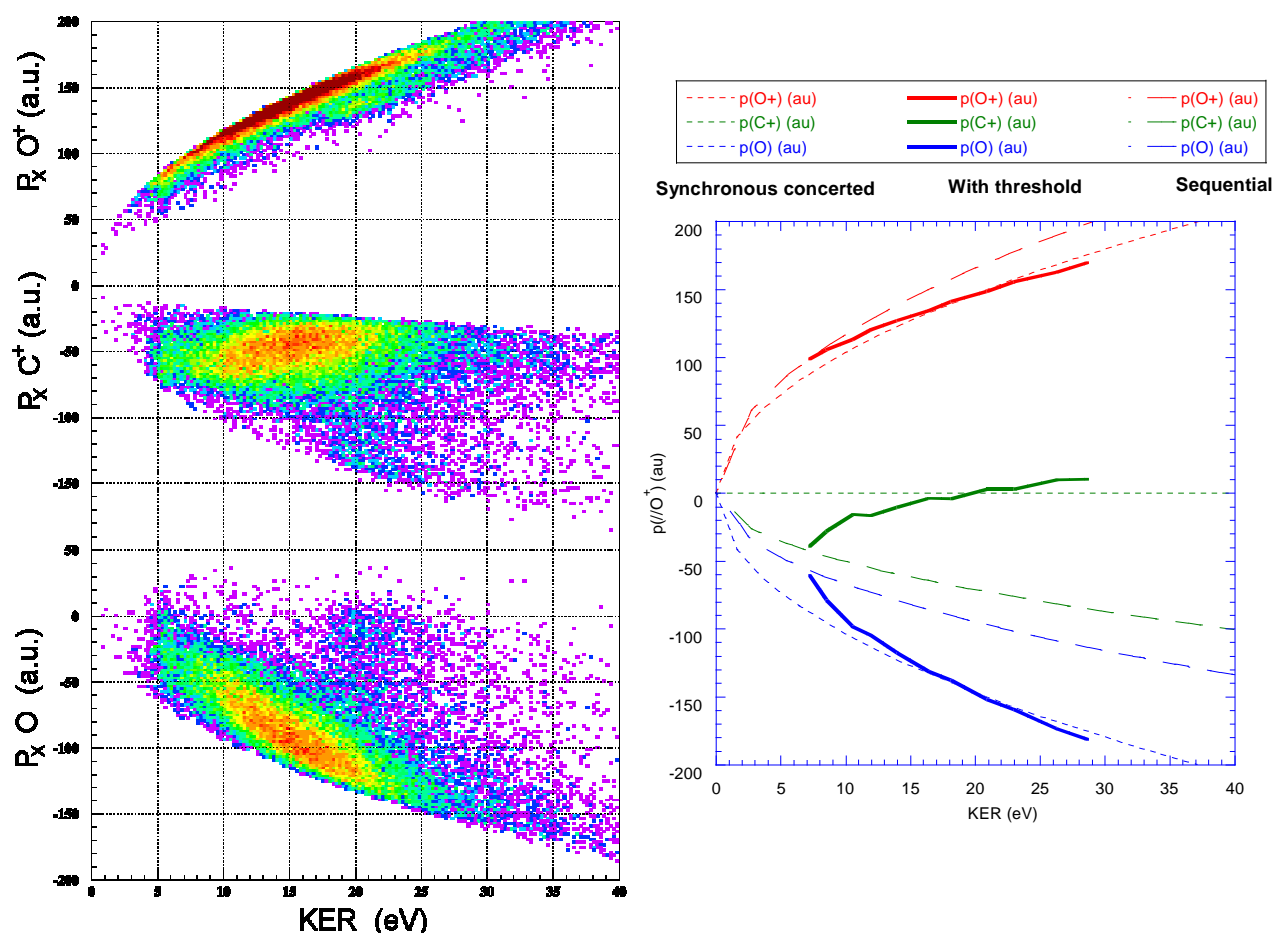 200
150
100
50
0
-50
-100
-150
50
0
-50
-100
-150
-200
Px O+ (a.u.)
Px C+ (a.u.)
Px O (a.u.)
0 5 10 15 20 25 30 35 40
KER (eV)
p(O+) (au) p(O+) (au) p(O+) (au)
p(C+) (au) p(C+) (au) p(C+) (au)
p(O) (au) p(O) (au) p(O) (au)
Synchronous concerted With threshold Sequential
200
150
100
50
0
-50
-100
-150
-200
p(//O+) (au)
0 5 10 15 20 25 30 35 40
KER (eV)